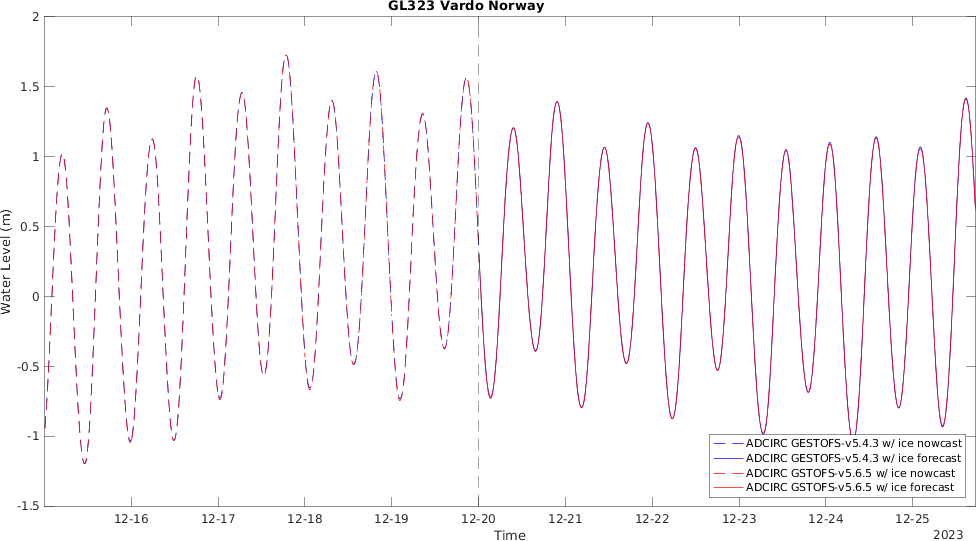 GL323 Vardo Norway
2
1.5
1
0.5
0
-0.5
-1
-1.5
Water Level (m)
12-16 12-17 12-18 12-19 12-20 12-21 12-22 12-23 12-24 12-25
Time
2023
ADCIRC GESTOFS-v5.4.3 w/ ice nowcast
ADCIRC GESTOFS-v5.4.3 w/ ice forecast
ADCIRC GSTOFS-v5.6.5 w/ ice nowcast
ADCIRC GSTOFS-v5.6.5 w/ ice forecast